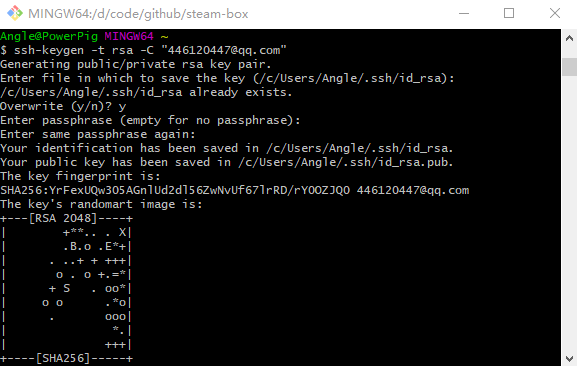 MINGW64:/d/code/github/steam-box
Angle@PowerPig MINGW64 ~
$ ssh-keygen -t rsa -C "446120447@qq.com"
Generating public/private rsa key pair.
Enter file in which to save the key (/c/Users/Angle/.ssh/id_rsa):
/c/Users/Angle/.ssh/id_rsa already exists.
Overwrite (y/n)? y
Enter passphrase (empty for no passphrase):
Enter same passphrase again:
Your identification has been saved in /c/Users/Angle/.ssh/id_rsa.
Your public key has been saved in /c/Users/Angle/.ssh/id_rsa.pub.
The key fingerprint is:
SHA256:YrFexUQw3O5AGnlUd2dl56ZwNvUf67lrRD/rYOOZJQ0 446120447@qq.com
The key's randomart image is:
+---[RSA 2048]----+
|        +**.. . X|
|        .B.o .E*+|
|      . ..+ + +++|
|       o . o +.=*|
|      + S   . oo*|
|     o o      .*o|
|      .       ooo|
|               *.|
|              +++|
+----[SHA256]-----+